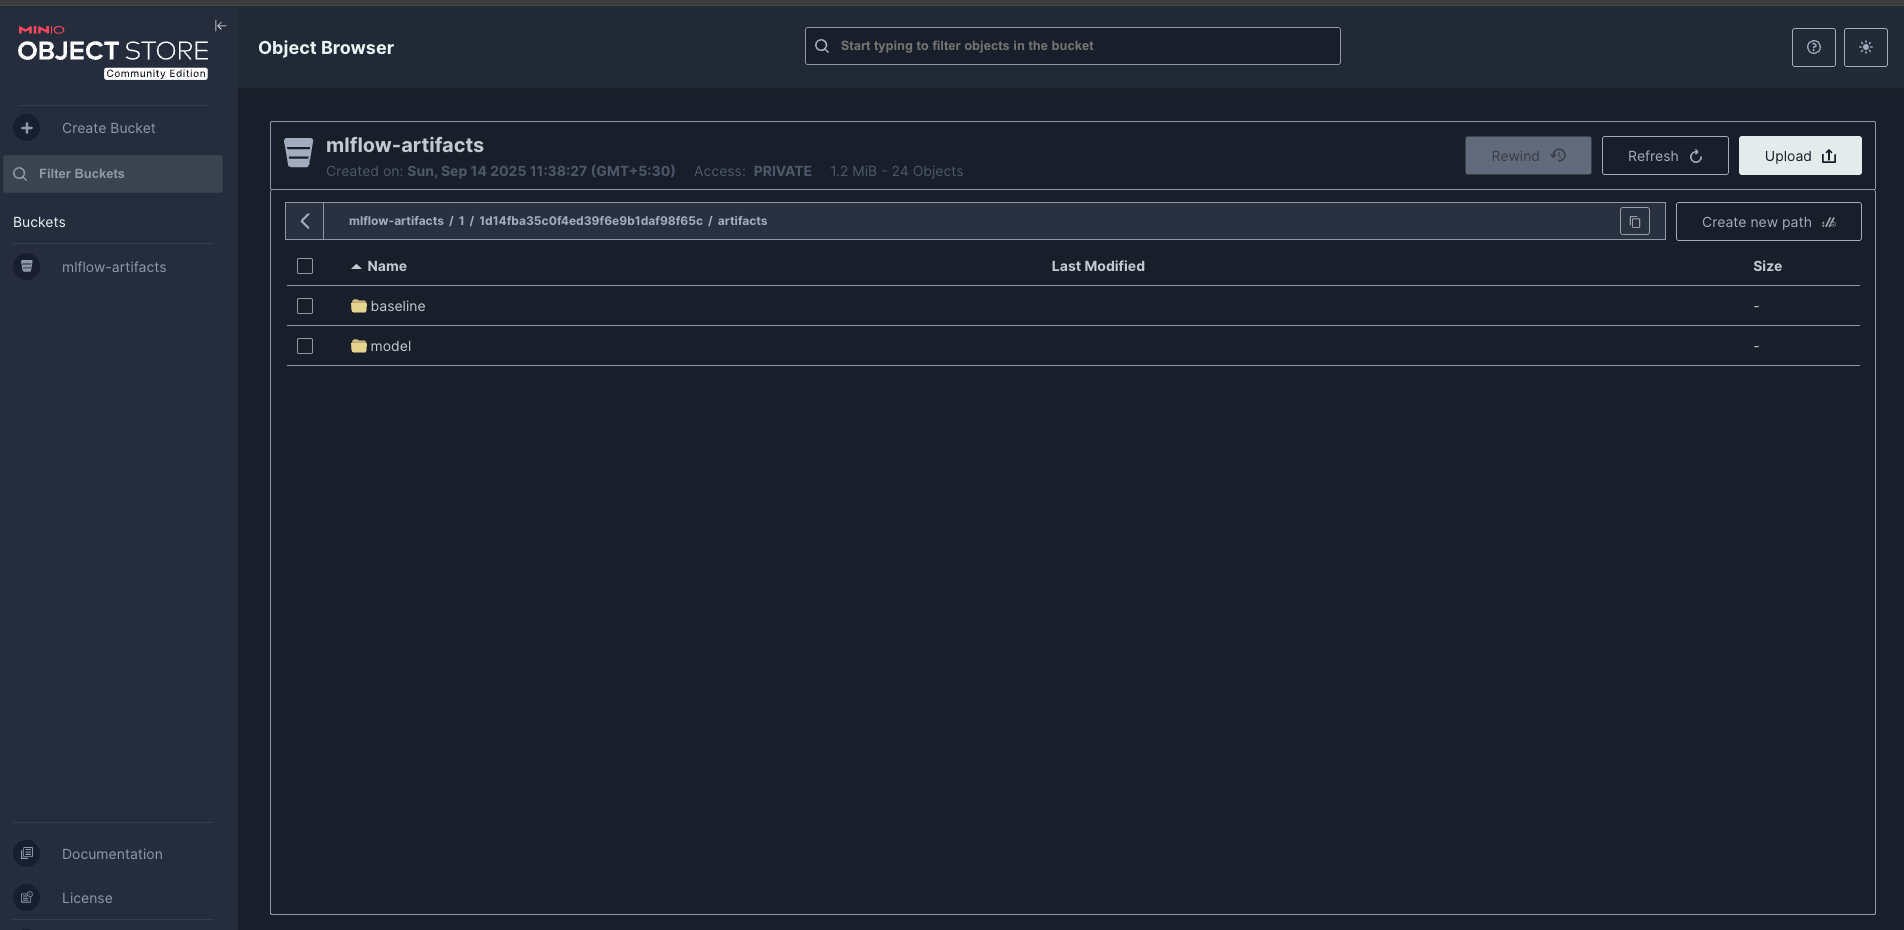 MINIO
OBJECT STORE
Community Edition
Create Bucket
Filter Buckets
Buckets
mlflow-artifacts
Documentation
License
Object Browser
Start typing to filter objects in the bucket
mlflow-artifacts
Created on: Sun, Sep 14 2025 11:38:27 (GMT+5:30) Access: PRIVATE 1.2 MiB - 24 Objects
Rewind Refresh Upload
mlflow-artifacts / 1 / 1d14fba35c0f4ed39f6e9b1daf98f65c / artifacts
Create new path
Name Last Modified Size
baseline -
model -